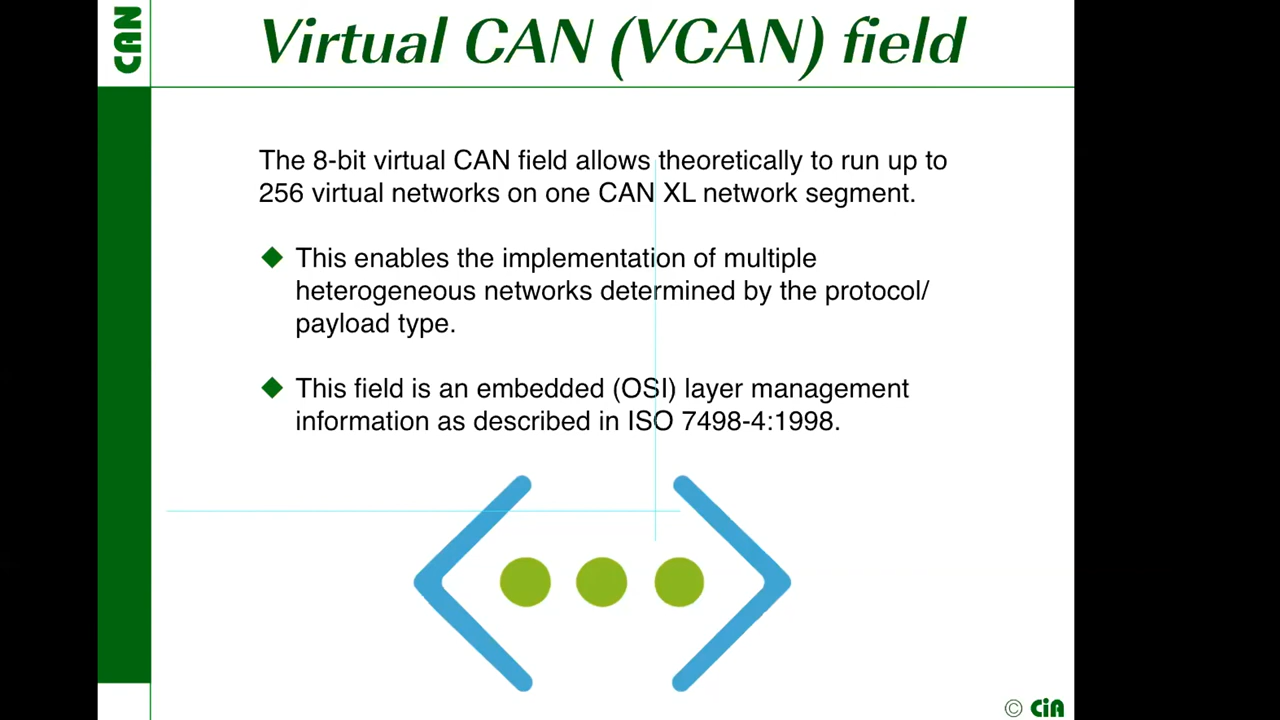 CAN
Virtual CAN (VCAN) field
The 8-bit virtual CAN field allows theoretically to run up to
256 virtual networks on one CAN XL network segment.
This enables the implementation of multiple
heterogeneous networks determined by the protocol/
payload type.
This field is an embedded (OSI) layer management
information as described in ISO 7498-4:1998.
© CiA